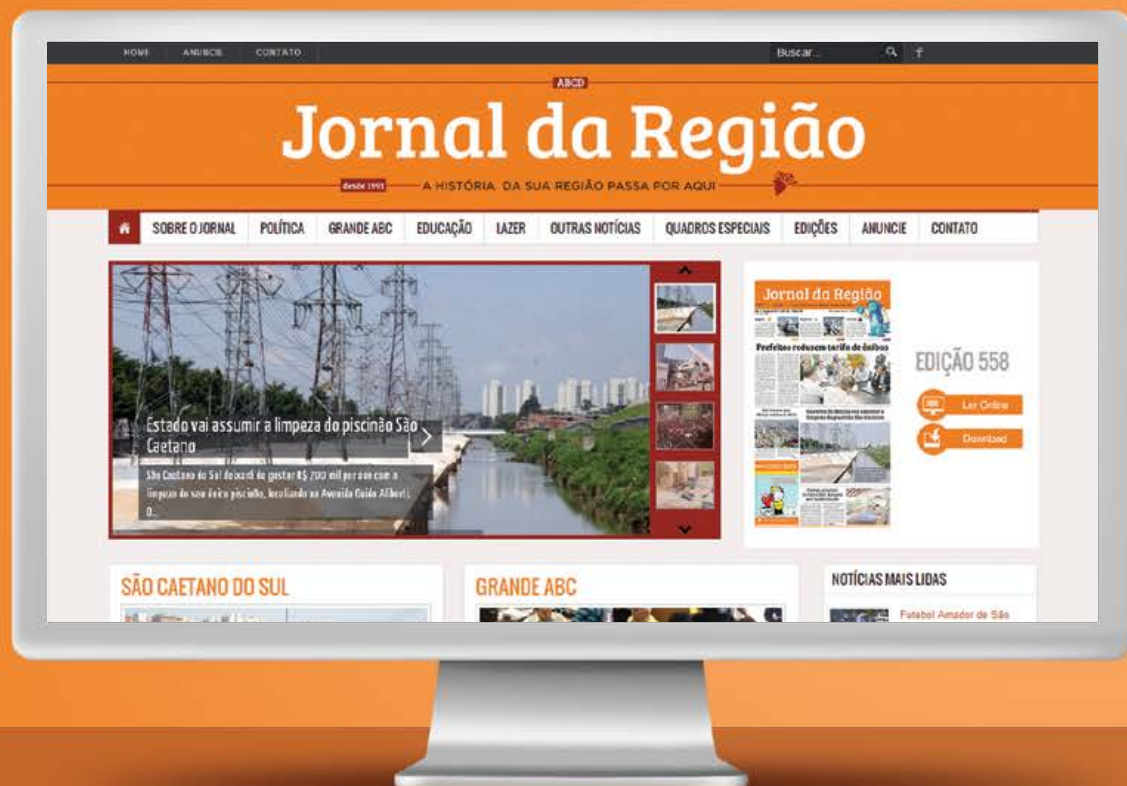 HOME ANUNCIE CONTATO Buscar...
ABCD
Jornal da Região
desde 1991 A HISTÓRIA DA SUA REGIÃO PASSA POR AQUI
SOBRE O JORNAL POLÍTICA GRANDE ABC EDUCAÇÃO LAZER OUTRAS NOTÍCIAS QUADROS ESPECIAIS EDIÇÕES ANUNCIE CONTATO
Estado vai assumir a limpeza do piscinão São
Caetano
São Caetano do Sul deixará de gastar R$ 700 mil por ano com a
limpeza do seu único piscinão, localizado na Avenida Guido Aliberti.
O...
Jornal da Região
Prefeitos reduzem tarifa de ônibus
EDIÇÃO 558
Ler Online
Download
SÃO CAETANO DO SUL
GRANDE ABC
NOTÍCIAS MAIS LIDAS
Futebol Amador de São